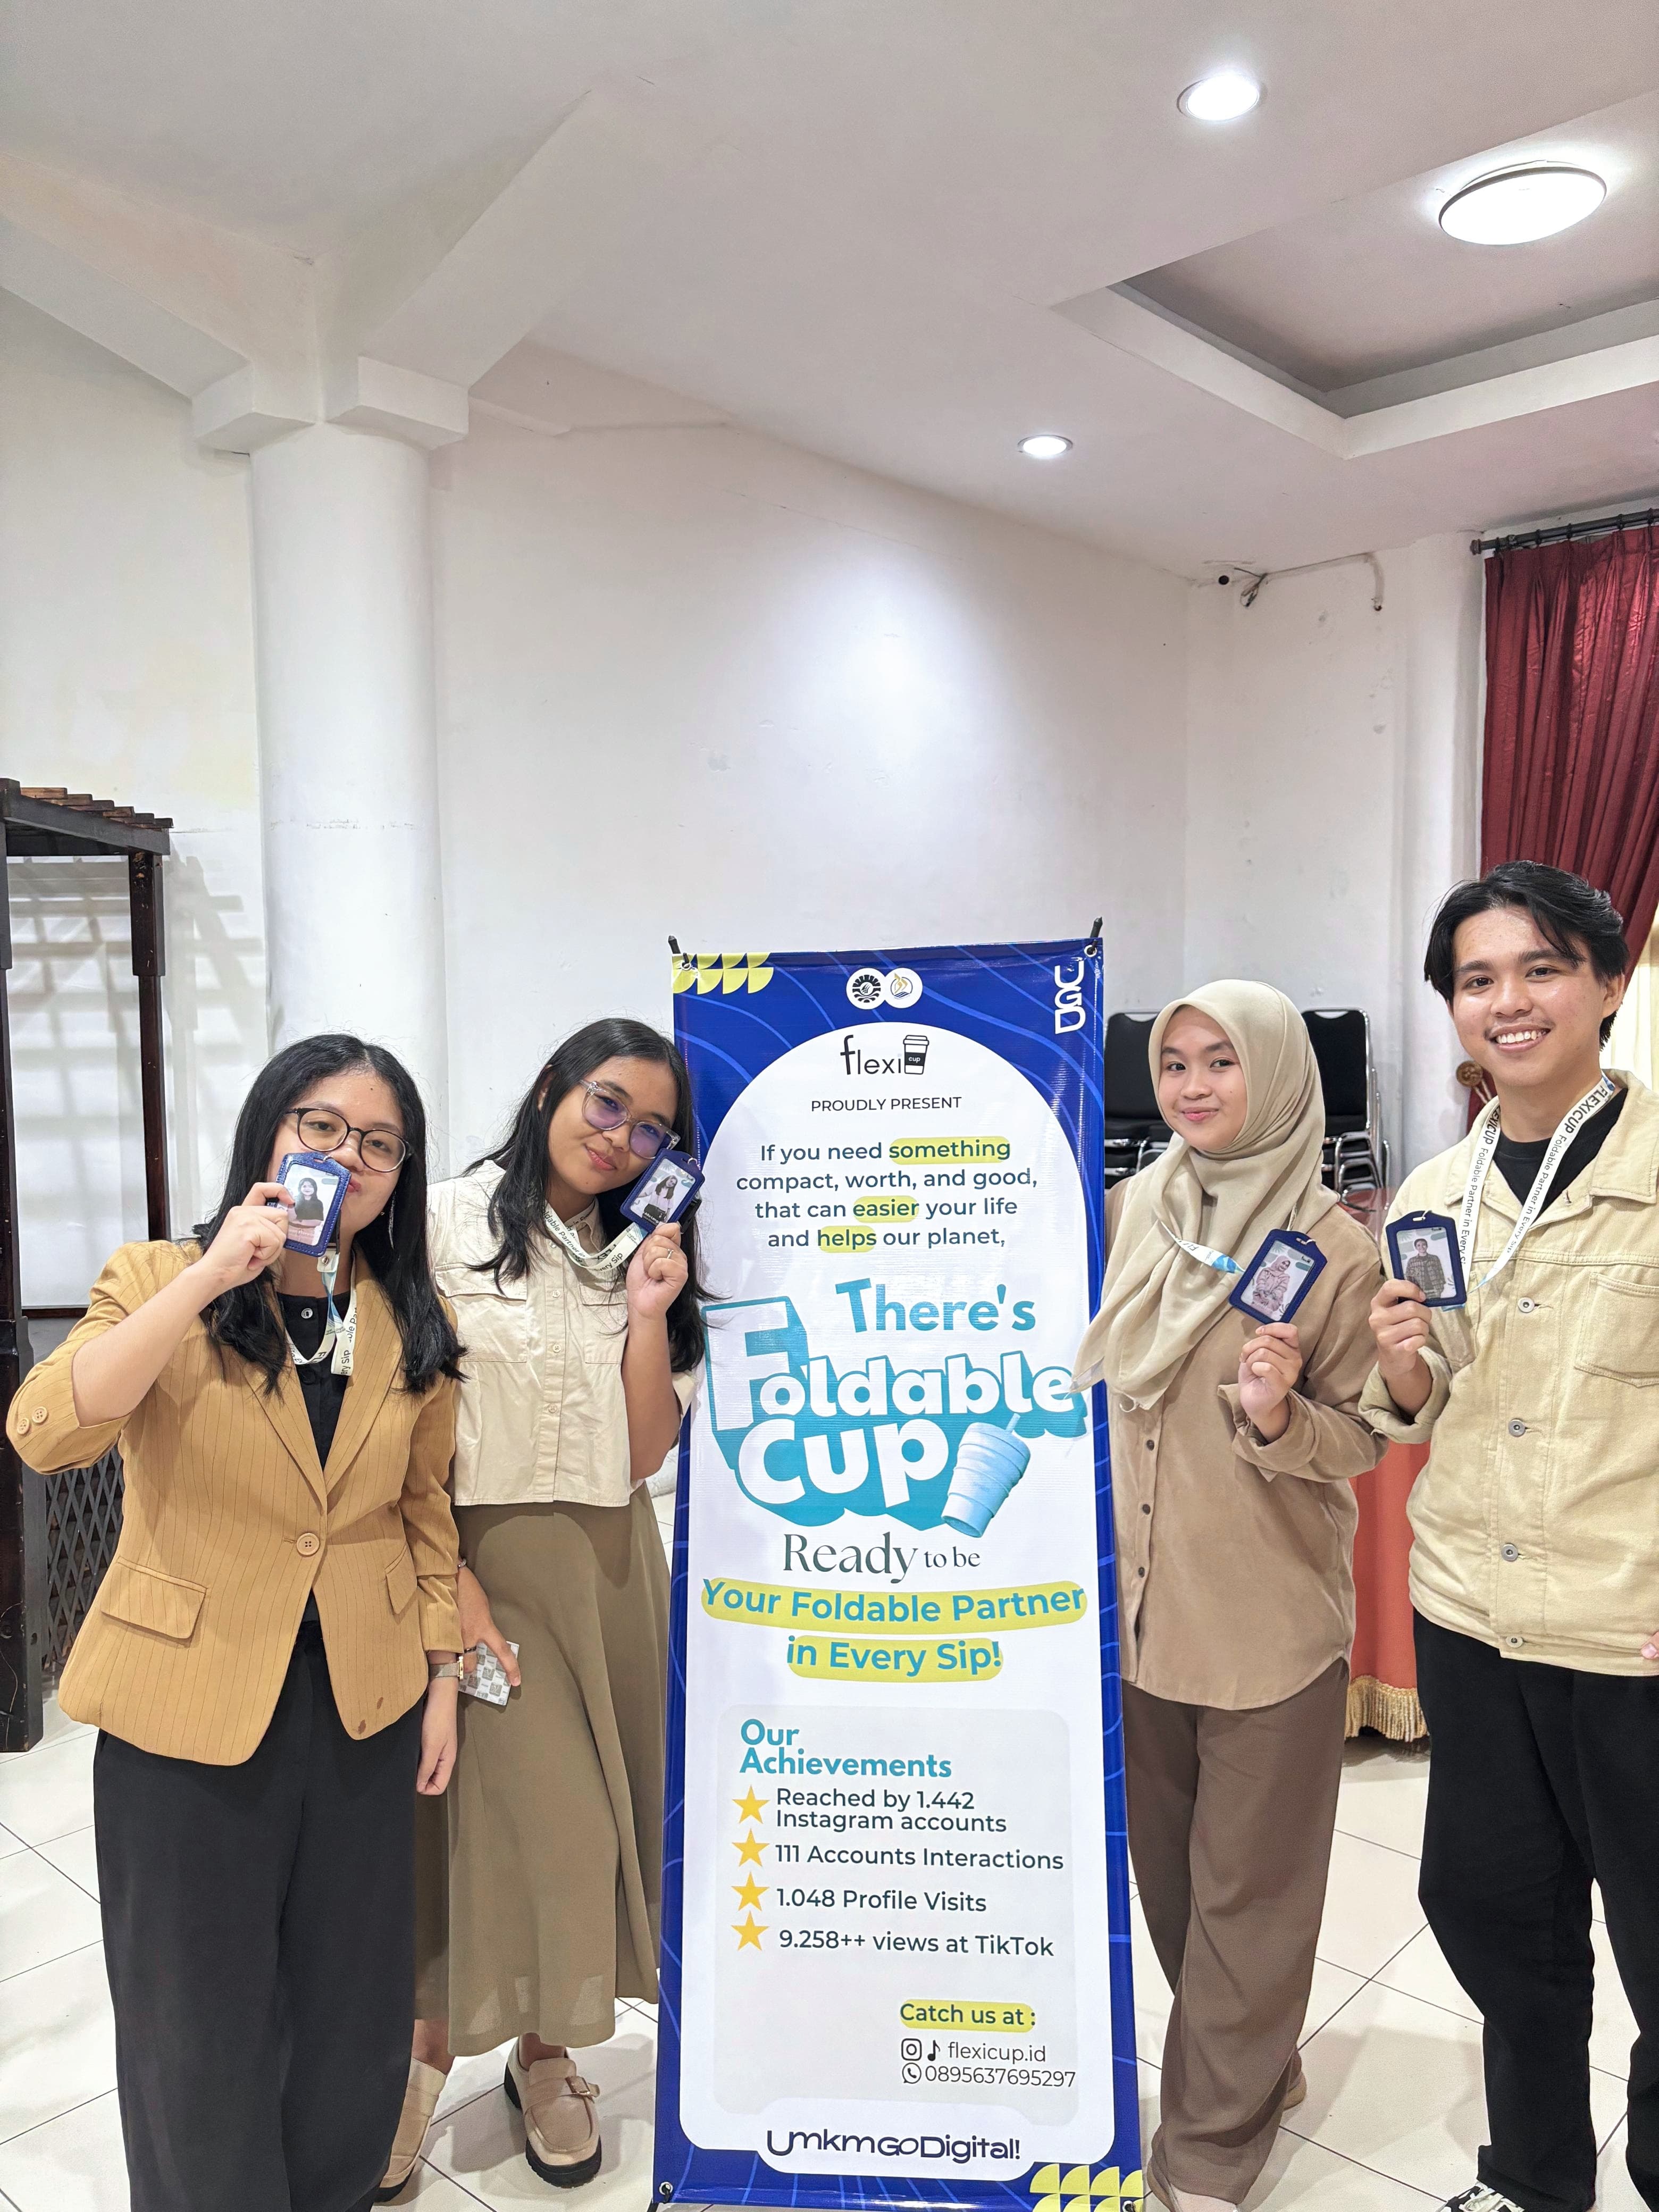 DGU
flexi cup
PROUDLY PRESENT
If you need something
compact, worth, and good,
that can easier your life
and helps our planet,
There's
Foldable
Cup
Ready to be
Your Foldable Partner
in Every Sip!
Our
Achievements
Reached by 1.442
Instagram accounts
111 Accounts Interactions
1.048 Profile Visits
9.258++ views at TikTok
Catch us at :
flexicup.id
0895637695297
UmkmGoDigital!
FLEXICUP Foldable Partner in Every
FLEXICUP